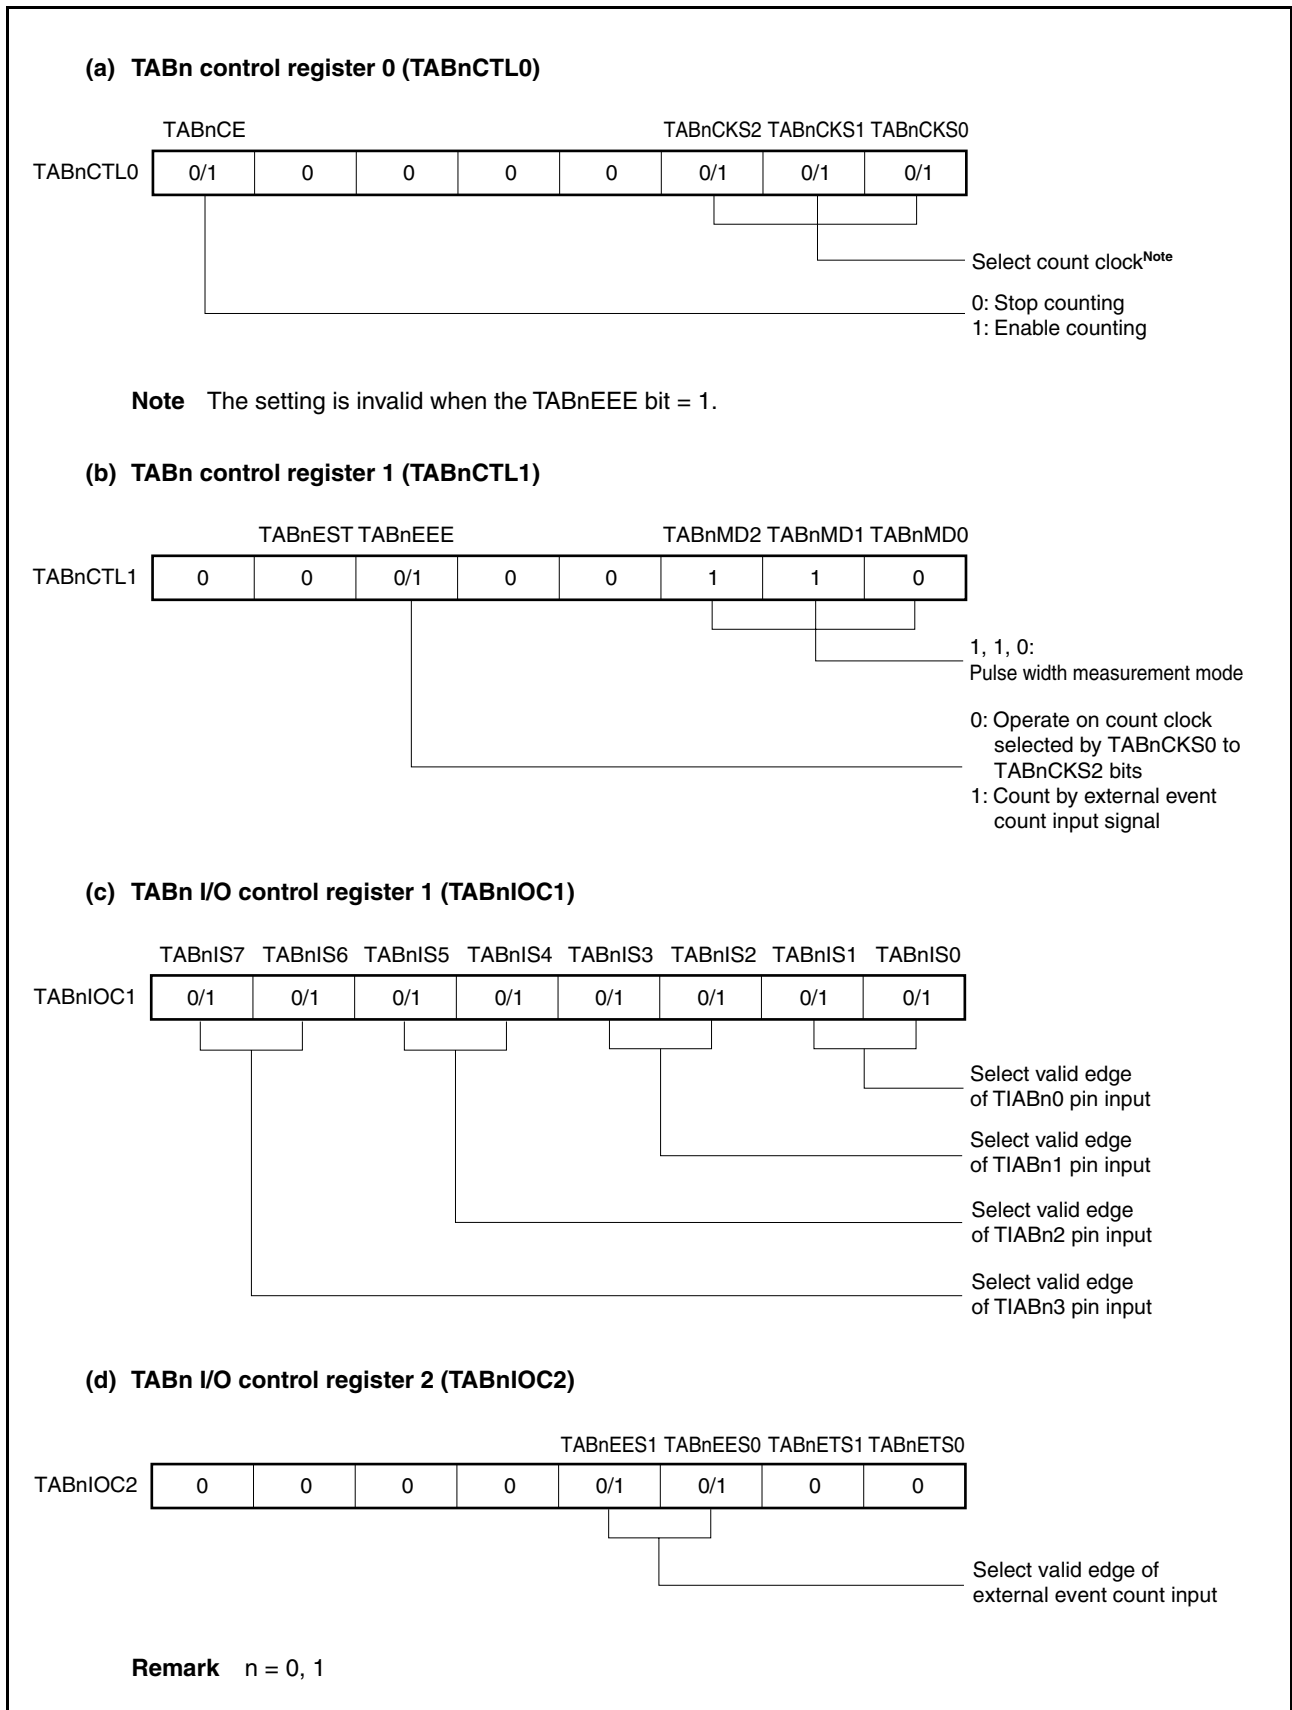 (a) TABn control register 0 (TABnCTL0)
TABnCE TABnCKS2 TABnCKS1 TABnCKS0
TABnCTL0 0/1 0 0 0 0 0/1 0/1 0/1
Select count clockNote
0: Stop counting
1: Enable counting
Note The setting is invalid when the TABnEEE bit = 1.
(b) TABn control register 1 (TABnCTL1)
TABnEST TABnEEE TABnMD2 TABnMD1 TABnMD0
TABnCTL1 0 0 0/1 0 0 1 1 0
1, 1, 0:
Pulse width measurement mode
0: Operate on count clock
selected by TABnCKS0 to
TABnCKS2 bits
1: Count by external event
count input signal
(c) TABn I/O control register 1 (TABnIOC1)
TABnIS7 TABnIS6 TABnIS5 TABnIS4 TABnIS3 TABnIS2 TABnIS1 TABnIS0
TABnIOC1 0/1 0/1 0/1 0/1 0/1 0/1 0/1 0/1
Select valid edge
of TIABn0 pin input
Select valid edge
of TIABn1 pin input
Select valid edge
of TIABn2 pin input
Select valid edge
of TIABn3 pin input
(d) TABn I/O control register 2 (TABnIOC2)
TABnEES1 TABnEES0 TABnETS1 TABnETS0
TABnIOC2 0 0 0 0 0/1 0/1 0 0
Select valid edge of
external event count input
Remark n = 0, 1